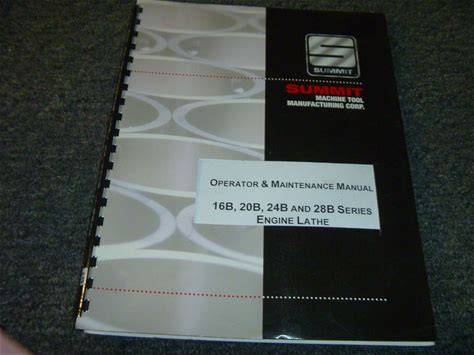 SUMMIT
SUMMIT
MACHINE TOOL
MANUFACTURING CORP.
OPERATOR & MAINTENANCE MANUAL
16B, 20B, 24B AND 28B SERIES
ENGINE LATHE